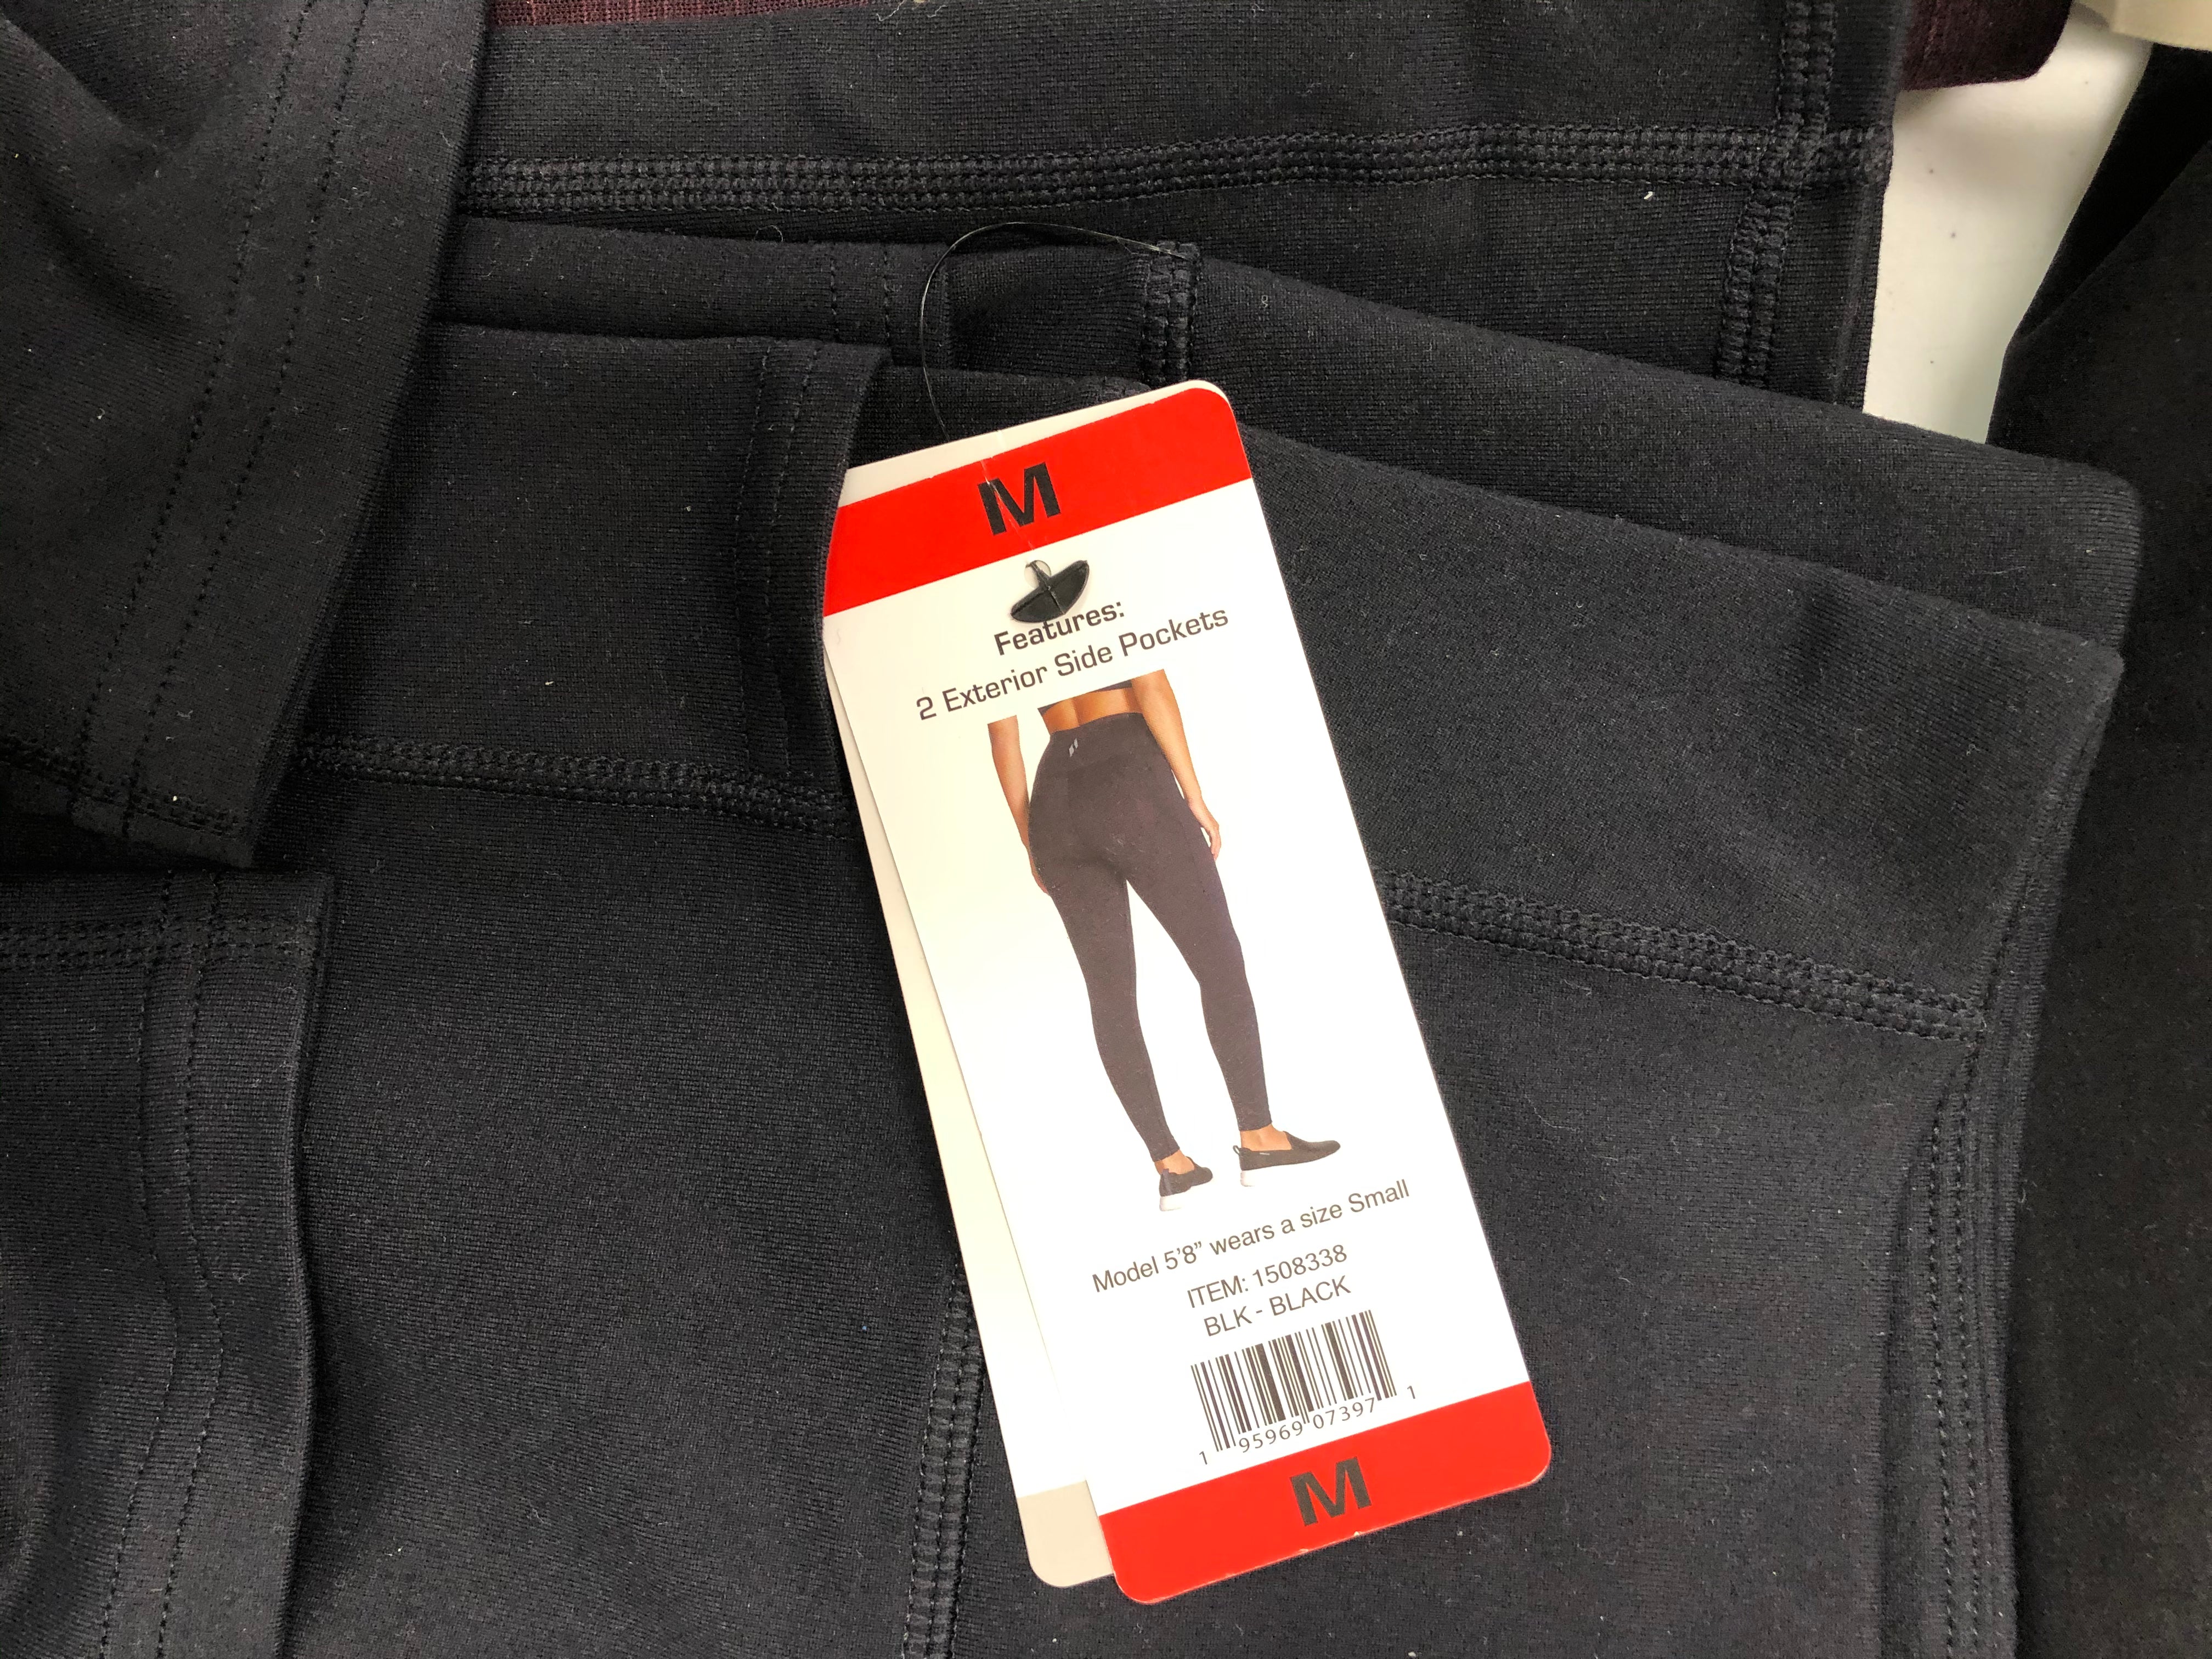 M
Features:
2 Exterior Side Pockets
Model 5'8" wears a size Small
ITEM: 1508338
BLK - BLACK
1 95969 07397 1
M